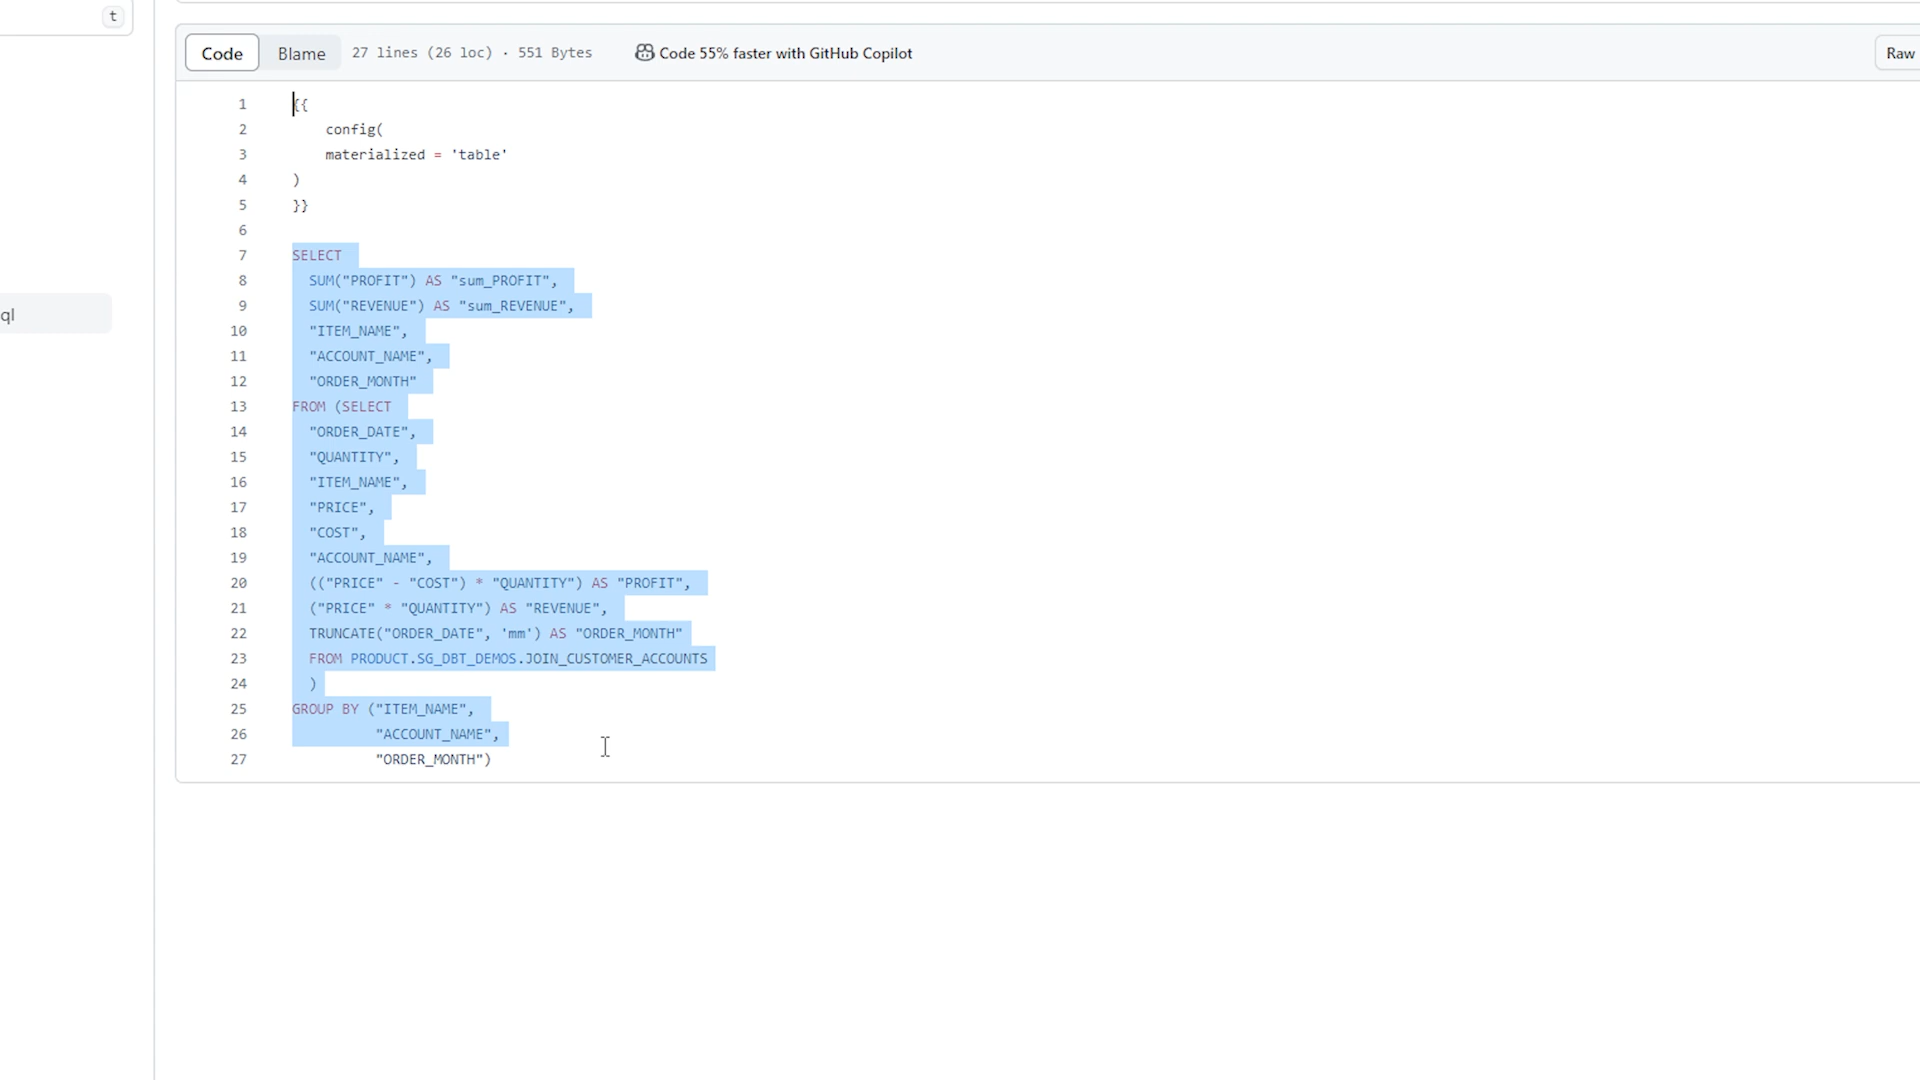 t
Code Blame 27 lines (26 loc) · 551 Bytes Code 55% faster with GitHub Copilot Raw
1 {{
2 config(
3 materialized = 'table'
4 )
5 }}
6
7 SELECT
8 SUM("PROFIT") AS "sum_PROFIT",
9 SUM("REVENUE") AS "sum_REVENUE",
10 "ITEM_NAME",
11 "ACCOUNT_NAME",
12 "ORDER_MONTH"
13 FROM (SELECT
14 "ORDER_DATE",
15 "QUANTITY",
16 "ITEM_NAME",
ql
17 "PRICE",
18 "COST",
19 "ACCOUNT_NAME",
20 (("PRICE" - "COST") * "QUANTITY") AS "PROFIT",
21 ("PRICE" * "QUANTITY") AS "REVENUE",
22 TRUNCATE("ORDER_DATE", 'mm') AS "ORDER_MONTH"
23 FROM PRODUCT.SG_DBT_DEMOS.JOIN_CUSTOMER_ACCOUNTS
24 )
25 GROUP BY ("ITEM_NAME",
26 "ACCOUNT_NAME",
27 "ORDER_MONTH")